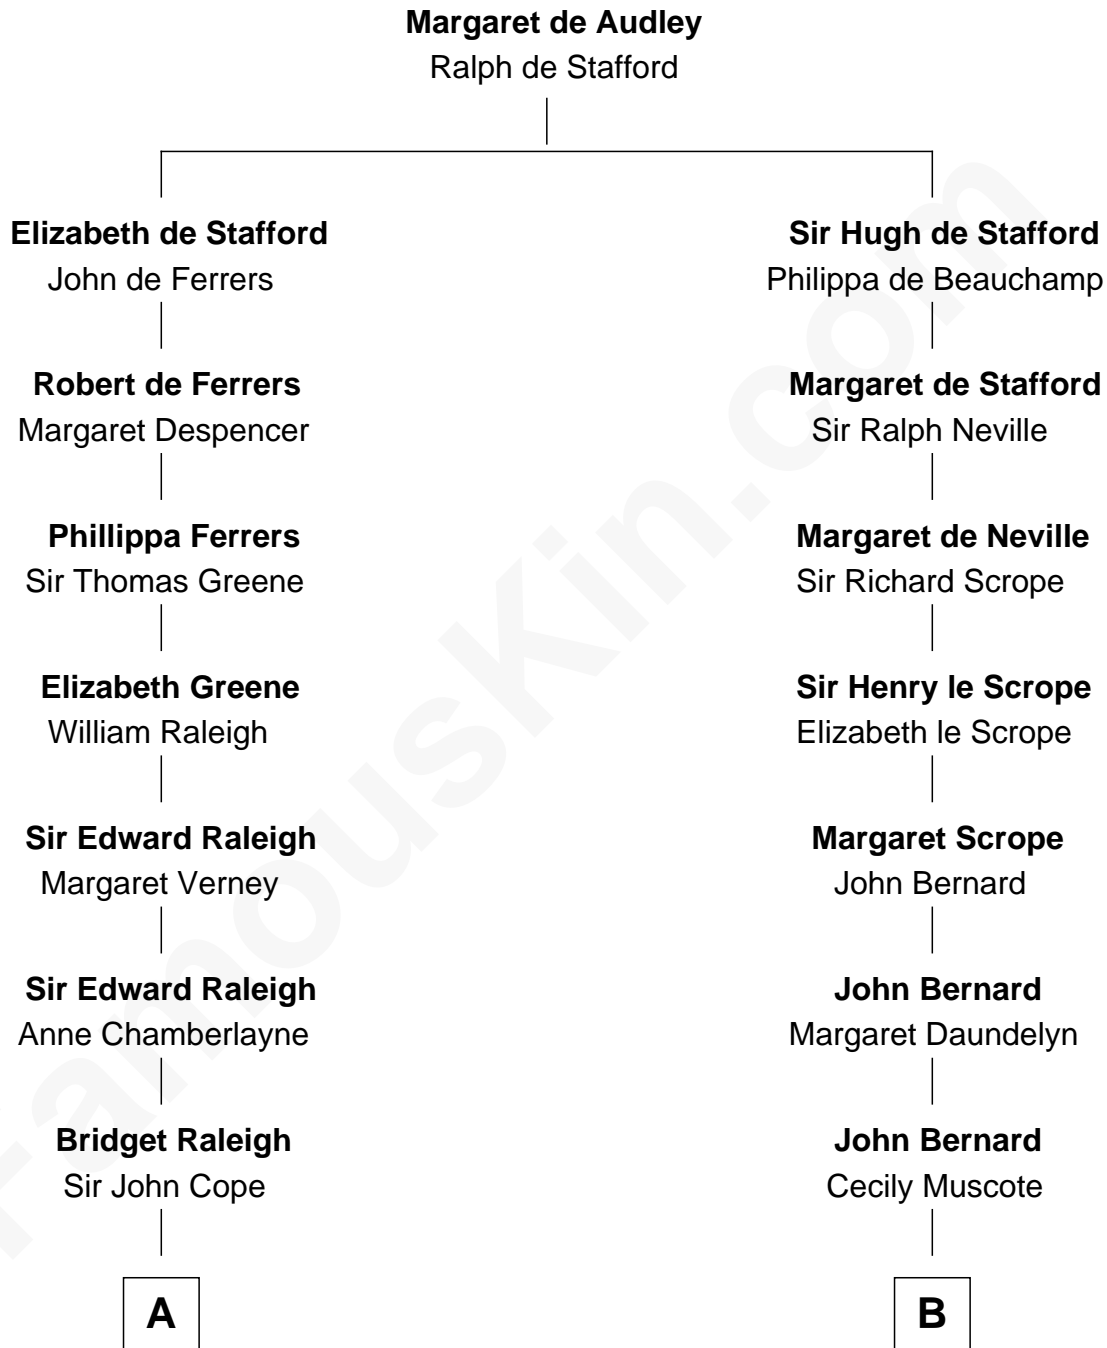 Margaret de Audley
Ralph de Stafford
Elizabeth de Stafford
John de Ferrers
Sir Hugh de Stafford
Philippa de Beauchamp
Robert de Ferrers
Margaret Despencer
Margaret de Stafford
Sir Ralph Neville
Phillippa Ferrers
Sir Thomas Greene
Margaret de Neville
Sir Richard Scrope
Elizabeth Greene
William Raleigh
Sir Henry le Scrope
Elizabeth le Scrope
Sir Edward Raleigh
Margaret Verney
Margaret Scrope
John Bernard
Sir Edward Raleigh
Anne Chamberlayne
John Bernard
Margaret Daundelyn
Bridget Raleigh
Sir John Cope
John Bernard
Cecily Muscote
A
B
FamousKin.com